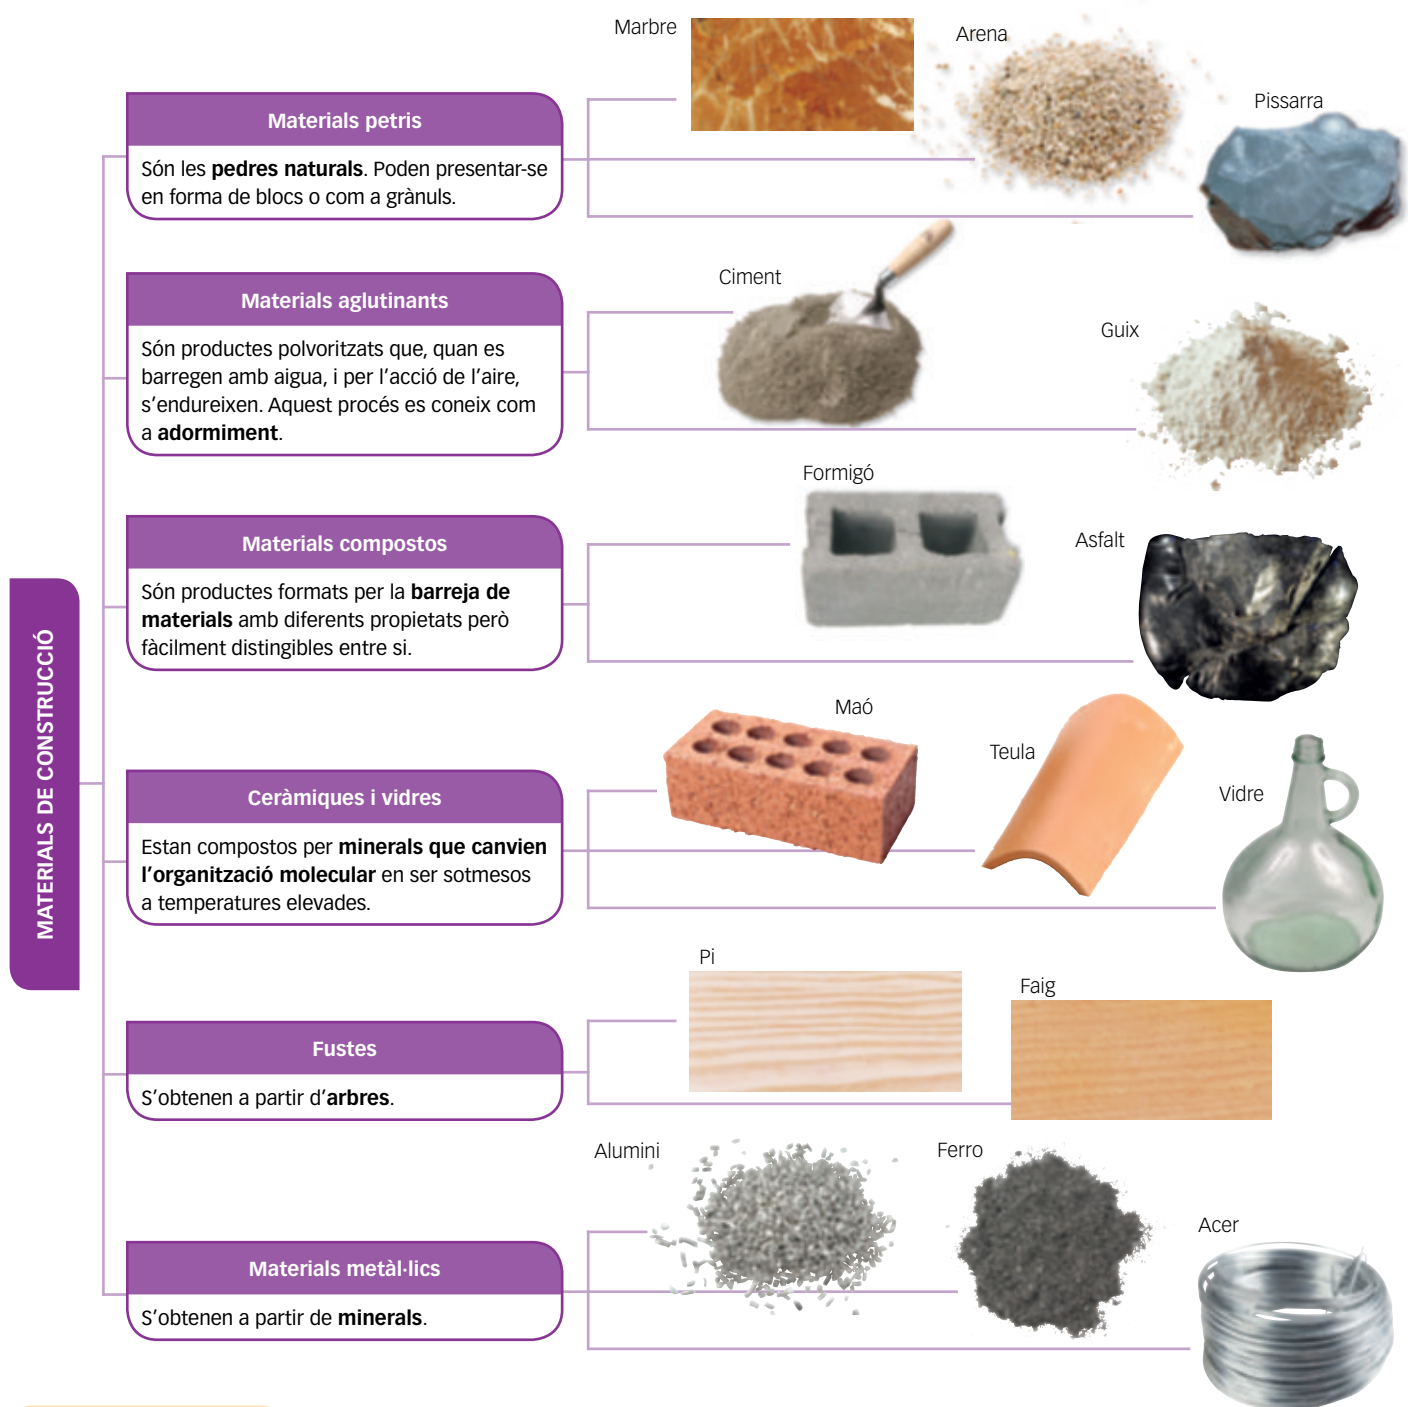 MATERIALS DE CONSTRUCCIÓ
Materials petris
Són les pedres naturals. Poden presentar-se
en forma de blocs o com a grànuls.
Marbre
Arena
Pissarra
Materials aglutinants
Són productes polvoritzats que, quan es
barregen amb aigua, i per l’acció de l’aire,
s’endureixen. Aquest procés es coneix com
a adormiment.
Ciment
Guix
Materials compostos
Són productes formats per la barreja de
materials amb diferents propietats però
fàcilment distingibles entre si.
Formigó
Asfalt
Ceràmiques i vidres
Estan compostos per minerals que canvien
l’organització molecular en ser sotmesos
a temperatures elevades.
Maó
Teula
Vidre
Fustes
S’obtenen a partir d’arbres.
Pi
Faig
Materials metàl·lics
S’obtenen a partir de minerals.
Alumini
Ferro
Acer